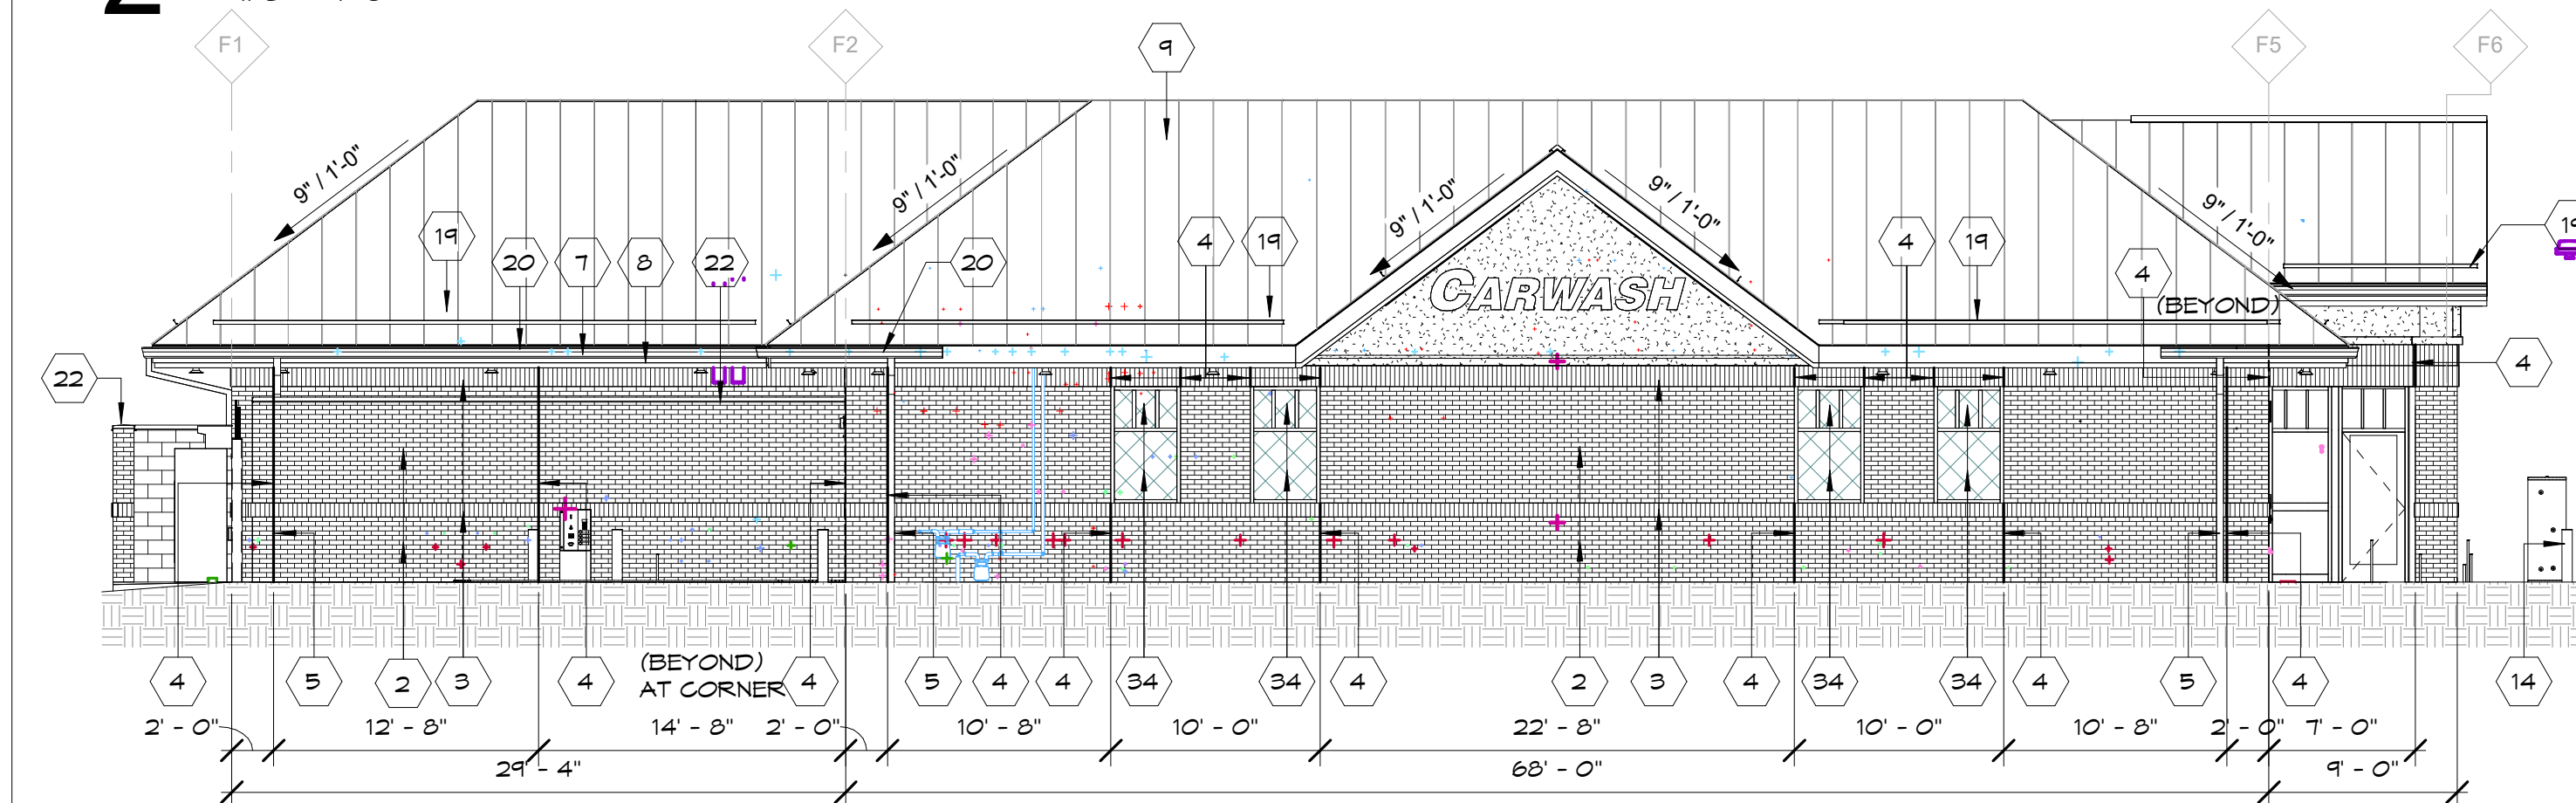 2
F1
F2
F5
F6
9
9" / 1'-0"
9" / 1'-0"
9" / 1'-0"
9" / 1'-0"
9" / 1'-0"
19
20
7
8
22
20
4
19
4
19
4
(BEYOND)
19
CARWASH
22
4
4
5
2
3
4
(BEYOND)
AT CORNER
4
5
4
4
34
34
4
2
3
4
34
34
4
5
4
14
2' - 0"
12' - 8"
14' - 8"
2' - 0"
10' - 8"
10' - 0"
22' - 8"
10' - 0"
10' - 8"
2' - 0"
7' - 0"
29' - 4"
68' - 0"
9' - 0"